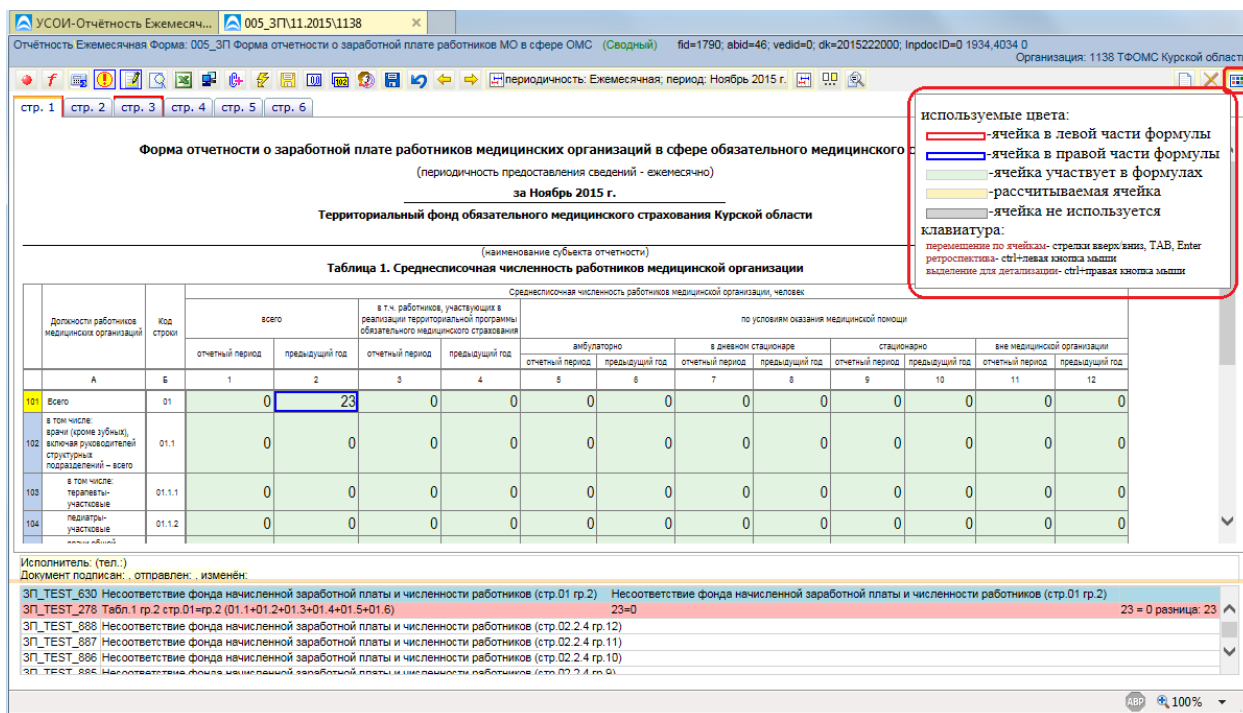 УСОИ-Отчётность Ежемесяч...
005_ЗП\11.2015\1138
Отчётность Ежемесячная Форма: 005_ЗП Форма отчетности о заработной плате работников МО в сфере ОМС (Сводный) fid=1790; abid=46; vedid=0; dk=2015222000; InpdocID=0 1934,4034 0
Организация: 1138 ТФОМС Курской области
периодичность: Ежемесячная; период: Ноябрь 2015 г.
стр. 1 стр. 2 стр. 3 стр. 4 стр. 5 стр. 6
используемые цвета:
-ячейка в левой части формулы
-ячейка в правой части формулы
-ячейка участвует в формулах
-рассчитываемая ячейка
-ячейка не используется
клавиатура:
перемещение по ячейкам- стрелки вверх/вниз, TAB, Enter
ретроспектива- ctrl+левая кнопка мыши
выделение для детализации- ctrl+правая кнопка мыши
Форма отчетности о заработной плате работников медицинских организаций в сфере обязательного медицинского с
(периодичность предоставления сведений - ежемесячно)
за Ноябрь 2015 г.
Территориальный фонд обязательного медицинского страхования Курской области
(наименование субъекта отчетности)
Таблица 1. Среднесписочная численность работников медицинской организации
Должности работников медицинских организаций
Код строки
Среднесписочная численность работников медицинской организации, человек
всего
в т.ч. работников, участвующих в реализации территориальной программы обязательного медицинского страхования
по условиям оказания медицинской помощи
амбулаторно
в дневном стационаре
стационарно
вне медицинской организации
отчетный период предыдущий год отчетный период предыдущий год отчетный период предыдущий год отчетный период предыдущий год отчетный период предыдущий год отчетный период предыдущий год
А Б 1 2 3 4 5 6 7 8 9 10 11 12
101 Всего 01 0 23 0 0 0 0 0 0 0 0 0 0
102 в том числе: врачи (кроме зубных), включая руководителей структурных подразделений – всего 01.1 0 0 0 0 0 0 0 0 0 0 0 0
103 в том числе: терапевты-участковые 01.1.1 0 0 0 0 0 0 0 0 0 0 0 0
104 педиатры-участковые 01.1.2 0 0 0 0 0 0 0 0 0 0 0 0
Исполнитель: (тел.:)
Документ подписан: , отправлен: , изменён:
ЗП_TEST_630 Несоответствие фонда начисленной заработной платы и численности работников (стр.01 гр.2) Несоответствие фонда начисленной заработной платы и численности работников (стр.01 гр.2)
ЗП_TEST_278 Табл.1 гр.2 стр.01=гр.2 (01.1+01.2+01.3+01.4+01.5+01.6) 23=0 23 = 0 разница: 23
ЗП_TEST_888 Несоответствие фонда начисленной заработной платы и численности работников (стр.02.2.4 гр.12)
ЗП_TEST_887 Несоответствие фонда начисленной заработной платы и численности работников (стр.02.2.4 гр.11)
ЗП_TEST_886 Несоответствие фонда начисленной заработной платы и численности работников (стр.02.2.4 гр.10)
ЗП_TEST_885 Несоответствие фонда начисленной заработной платы и численности работников (стр.02.2.4 гр.9)
ABP 100%